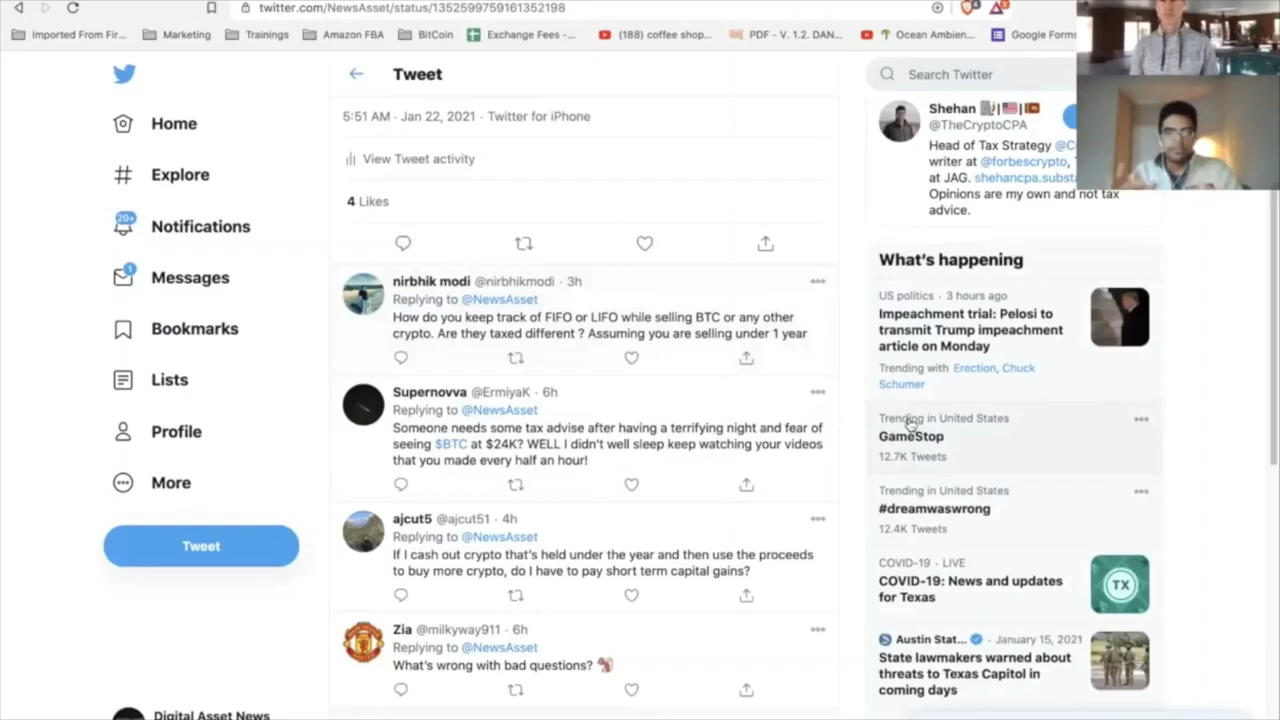 twitter.com/NewsAsset/status/1352599759161352198
Imported From Fir... Marketing Trainings Amazon FBA BitCoin Exchange Fees -... (188) coffee shop... PDF - V. 1.2. DAN... Ocean Ambien... Google Forms
Home
Explore
20+
Notifications
1
Messages
Bookmarks
Lists
Profile
More
Tweet
Digital Asset News
Tweet
5:51 AM · Jan 22, 2021 · Twitter for iPhone
View Tweet activity
4 Likes
nirbhik modi @nirbhikmodi · 3h
Replying to @NewsAsset
How do you keep track of FIFO or LIFO while selling BTC or any other
crypto. Are they taxed different ? Assuming you are selling under 1 year
Supernovva @ErmiyaK · 6h
Replying to @NewsAsset
Someone needs some tax advise after having a terrifying night and fear of
seeing $BTC at $24K? WELL I didn't well sleep keep watching your videos
that you made every half an hour!
ajcut5 @ajcut51 · 4h
Replying to @NewsAsset
If I cash out crypto that's held under the year and then use the proceeds
to buy more crypto, do I have to pay short term capital gains?
Zia @milkyway911 · 6h
Replying to @NewsAsset
What's wrong with bad questions?
Search Twitter
Shehan
@TheCryptoCPA
Head of Tax Strategy @C
writer at @forbescrypto,
at JAG. shehancpa.subst
Opinions are my own and not tax
advice.
What's happening
US politics · 3 hours ago
Impeachment trial: Pelosi to
transmit Trump impeachment
article on Monday
Trending with Erection, Chuck
Schumer
Trending in United States
GameStop
12.7K Tweets
Trending in United States
#dreamwaswrong
12.4K Tweets
COVID-19 · LIVE
COVID-19: News and updates
for Texas
TX
Austin Stat... · January 15, 2021
State lawmakers warned about
threats to Texas Capitol in
coming days